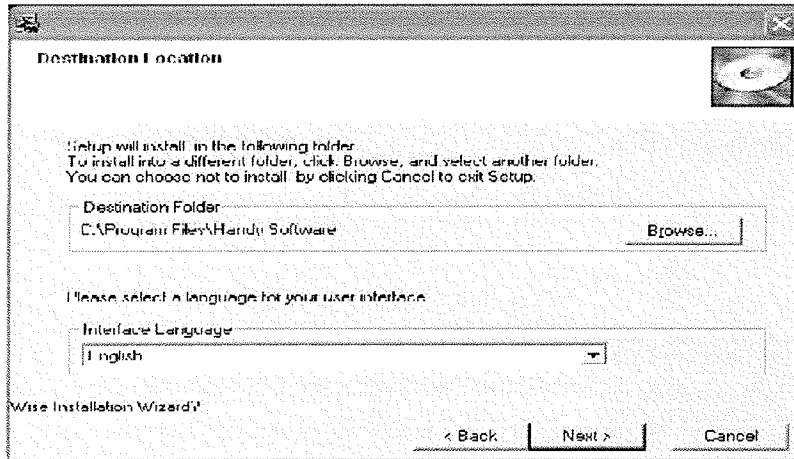 Destination Location
Setup will install in the following folder.
To install into a different folder, click Browse, and select another folder.
You can choose not to install by clicking Cancel to exit Setup.
Destination Folder
C:\Program Files\Handy Software
Browse...
Please select a language for your user interface
Interface Language
English
Wise Installation Wizard
< Back
Next >
Cancel